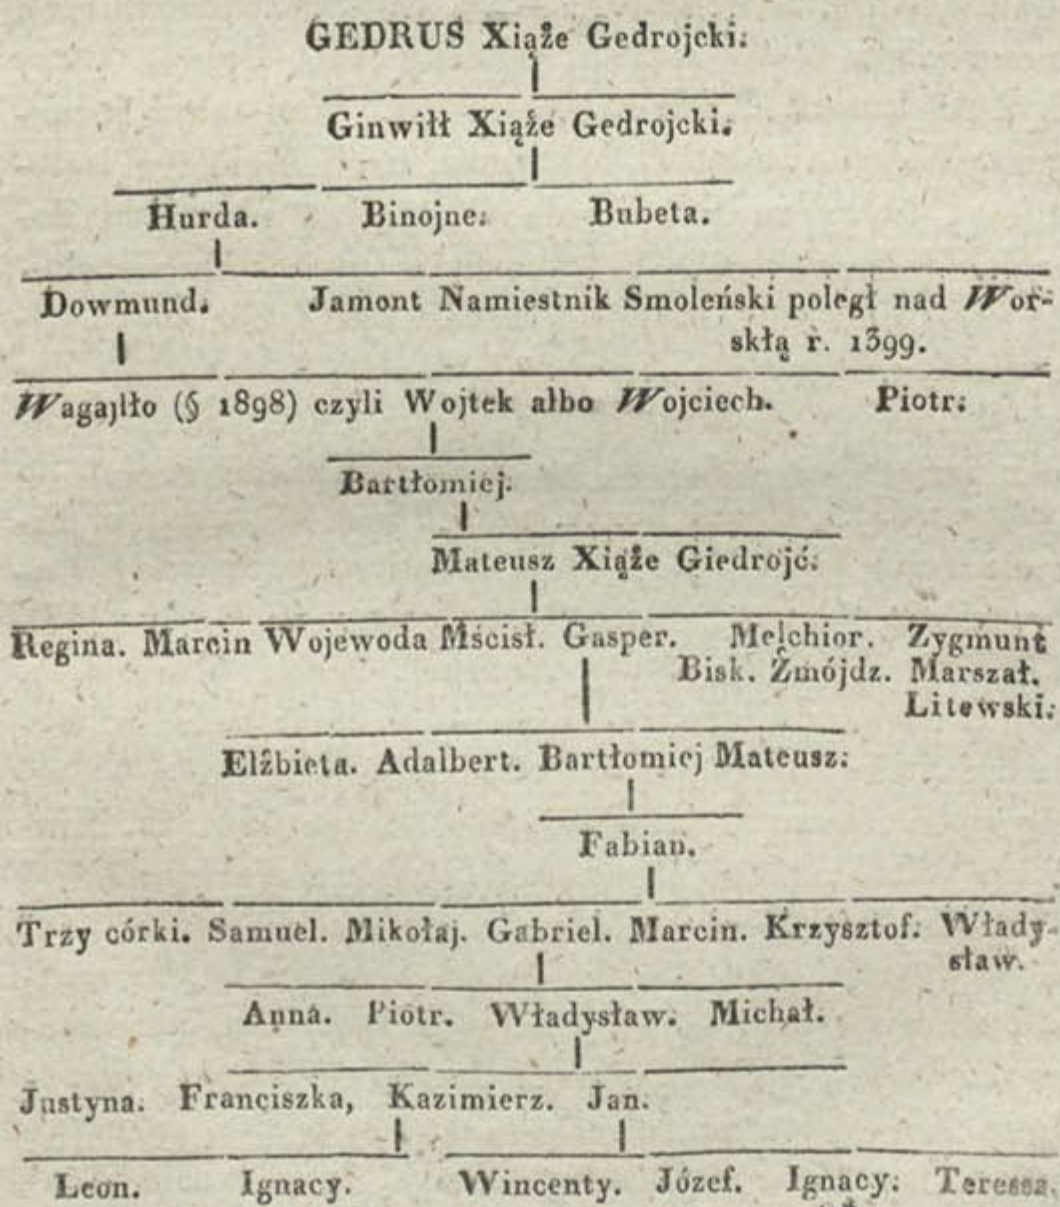 GEDRUS Xiąże Gedrojcki.
Ginwiłł Xiąże Gedrojcki.
Hurda. Binojne. Bubeta.
Dowmund. Jamont Namiestnik Smoleński poległ nad Wor-
skłą r. 1399.
Wagajłło (§ 1898) czyli Wojtek albo Wojciech. Piotr.
Bartłomiej.
Mateusz Xiąże Giedrojć.
Regina. Marcin Wojewoda Mścisł. Gasper. Melchior. Zygmunt
Bisk. Żmójdz. Marszał.
Litewski.
Elżbieta. Adalbert. Bartłomiej Mateusz.
Fabian.
Trzy córki. Samuel. Mikołaj. Gabriel. Marcin. Krzysztof. Włady-
sław.
Anna. Piotr. Władysław. Michał.
Justyna. Franciszka, Kazimierz. Jan.
Leon. Ignacy. Wincenty. Józef. Ignacy. Teressa.